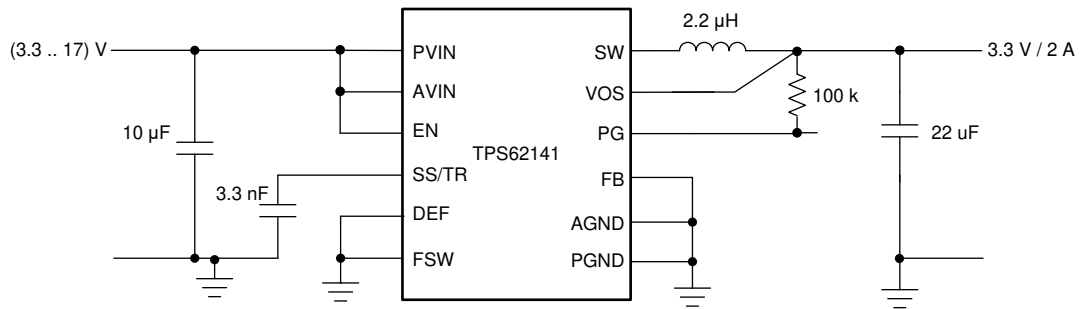 2.2 µH
(3.3 .. 17) V
PVIN
SW
3.3 V / 2 A
AVIN
VOS
100 k
10 µF
EN
PG
22 uF
TPS62141
SS/TR
FB
3.3 nF
DEF
AGND
FSW
PGND